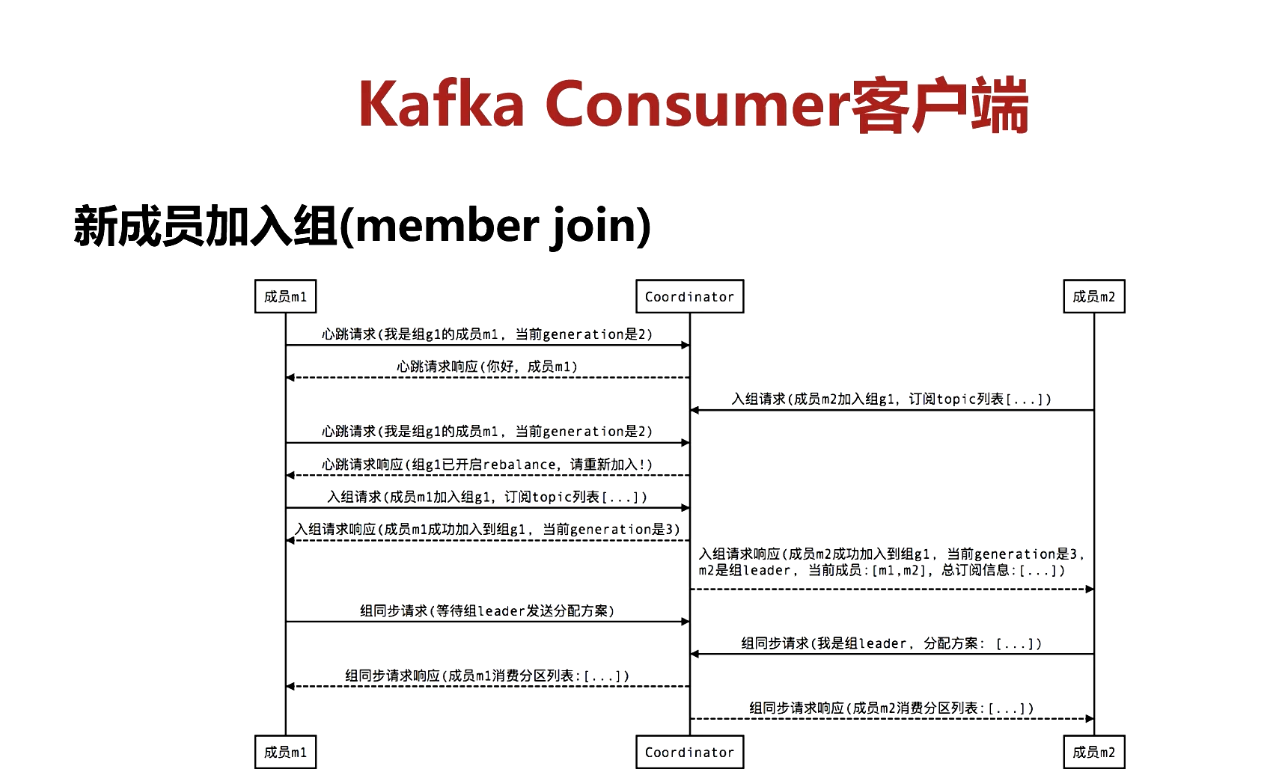 Kafka Consumer客户端
新成员加入组(member join)
成员m1
Coordinator
成员m2
心跳请求(我是组g1的成员m1, 当前generation是2)
心跳请求响应(你好, 成员m1)
入组请求(成员m2加入组g1, 订阅topic列表[...])
心跳请求(我是组g1的成员m1, 当前generation是2)
心跳请求响应(组g1已开启rebalance, 请重新加入!)
入组请求(成员m1加入组g1, 订阅topic列表[...])
入组请求响应(成员m1成功加入到组g1, 当前generation是3)
入组请求响应(成员m2成功加入到组g1, 当前generation是3,
m2是组leader, 当前成员:[m1,m2], 总订阅信息:[...])
组同步请求(等待组leader发送分配方案)
组同步请求(我是组leader, 分配方案: [...])
组同步请求响应(成员m1消费分区列表:[...])
组同步请求响应(成员m2消费分区列表:[...])
成员m1
Coordinator
成员m2